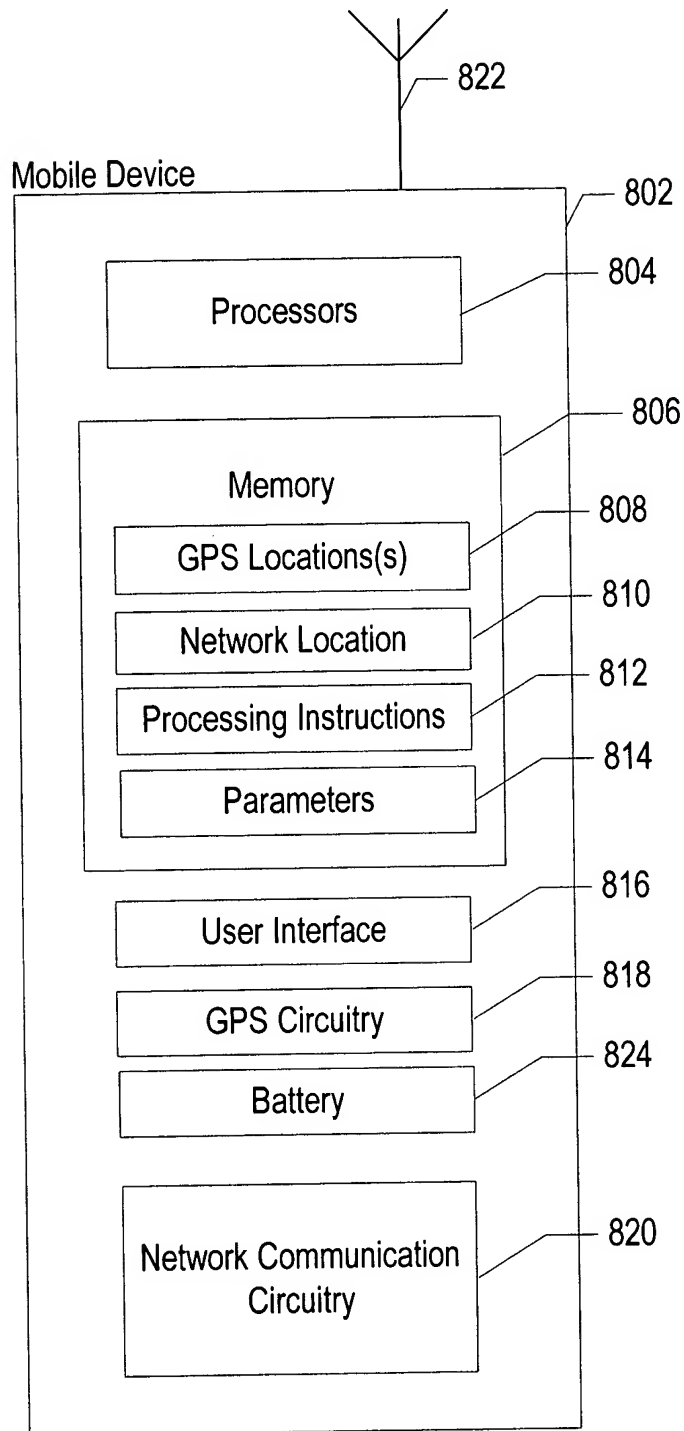 822
Mobile Device
802
804
Processors
806
Memory
808
GPS Locations(s)
810
Network Location
812
Processing Instructions
814
Parameters
816
User Interface
818
GPS Circuitry
824
Battery
820
Network Communication
Circuitry